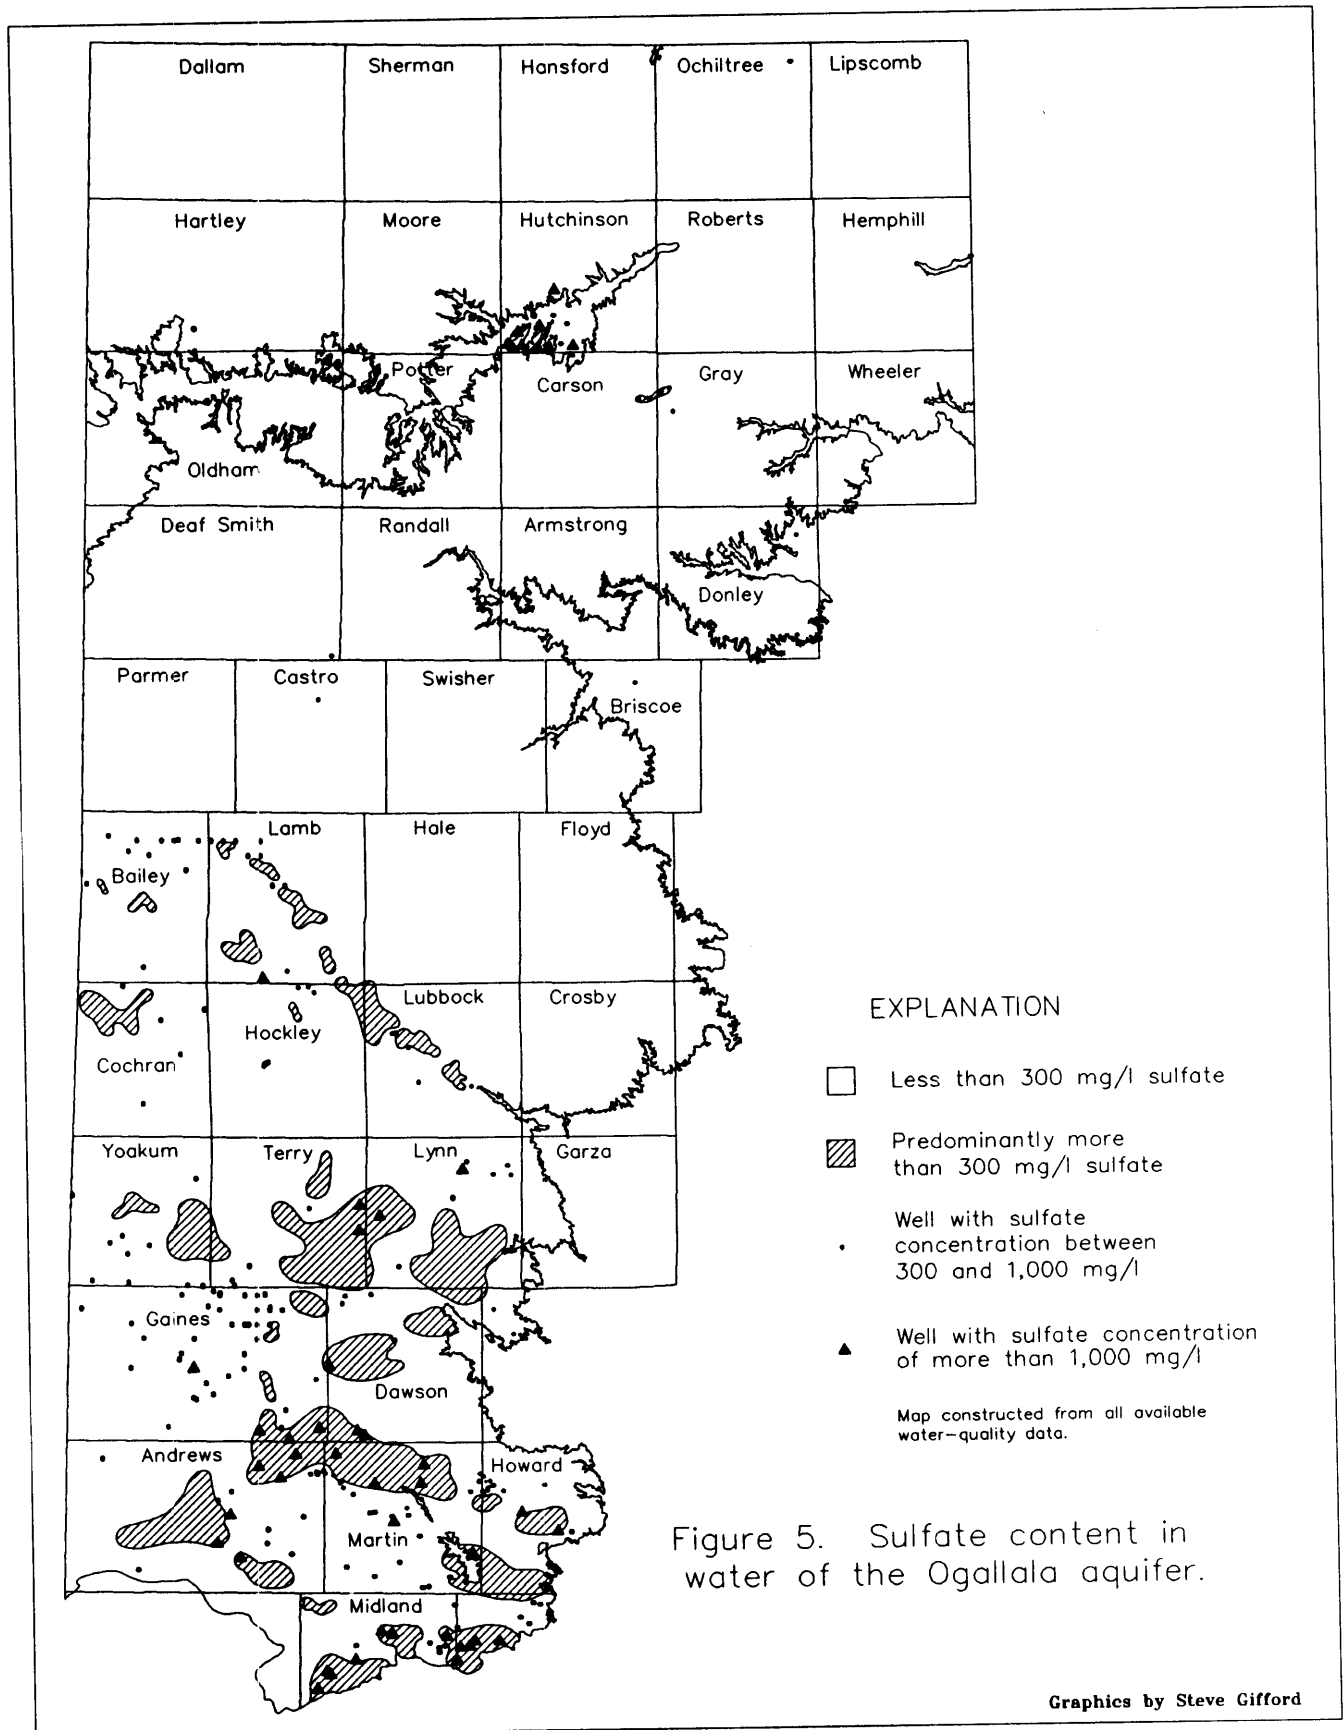 Dallam
Sherman
Hansford
Ochiltree
Lipscomb
Hartley
Moore
Hutchinson
Roberts
Hemphill
Potter
Carson
Gray
Wheeler
Oldham
Deaf Smith
Randall
Armstrong
Donley
Parmer
Castro
Swisher
Briscoe
Lamb
Hale
Floyd
Bailey
Lubbock
Crosby
Hockley
Cochran
Yoakum
Terry
Lynn
Garza
Gaines
Dawson
Andrews
Howard
Martin
Midland
EXPLANATION
Less than 300 mg/l sulfate
Predominantly more
than 300 mg/l sulfate
Well with sulfate
concentration between
300 and 1,000 mg/l
Well with sulfate concentration
of more than 1,000 mg/l
Map constructed from all available
water-quality data.
Figure 5. Sulfate content in
water of the Ogallala aquifer.
Graphics by Steve Gifford